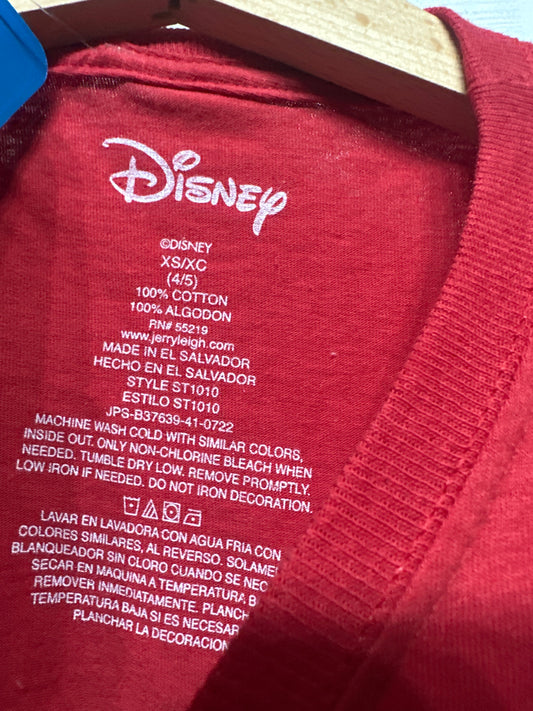 Disney
©DISNEY
XS/XC
(4/5)
100% COTTON
100% ALGODON
RN# 55219
www.jerryleigh.com
MADE IN EL SALVADOR
HECHO EN EL SALVADOR
STYLE ST1010
ESTILO ST1010
JPS-B37639-41-0722
MACHINE WASH COLD WITH SIMILAR COLORS,
INSIDE OUT. ONLY NON-CHLORINE BLEACH WHEN
NEEDED. TUMBLE DRY LOW. REMOVE PROMPTLY.
LOW IRON IF NEEDED. DO NOT IRON DECORATION.
LAVAR EN LAVADORA CON AGUA FRIA CON
COLORES SIMILARES, AL REVERSO. SOLAME
BLANQUEADOR SIN CLORO CUANDO SE NEC
SECAR EN MAQUINA A TEMPERATURA B
REMOVER INMEDIATAMENTE. PLANCH
TEMPERATURA BAJA SI ES NECESAR
PLANCHAR LA DECORACION